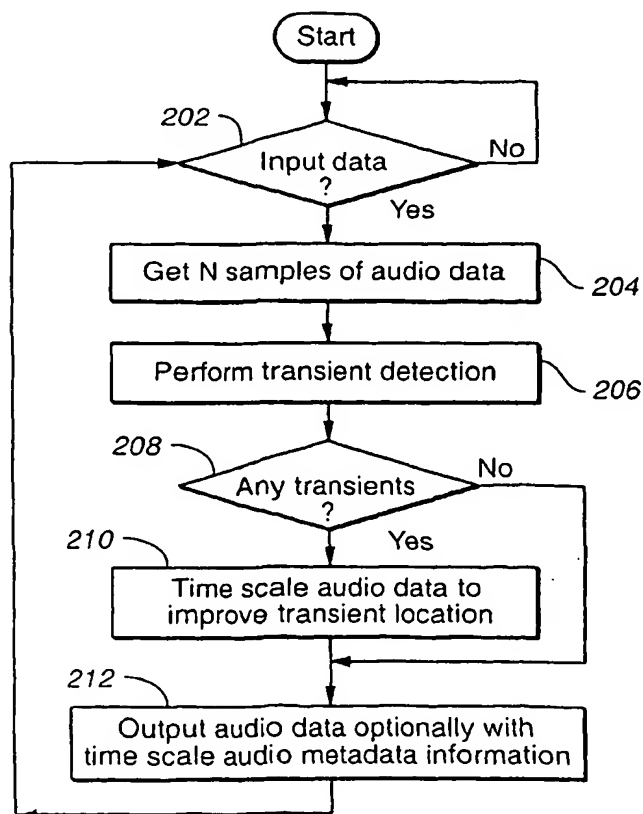 Start
202
Input data
?
No
Yes
Get N samples of audio data
204
Perform transient detection
206
208
Any transients
?
No
Yes
210
Time scale audio data to
improve transient location
212
Output audio data optionally with
time scale audio metadata information